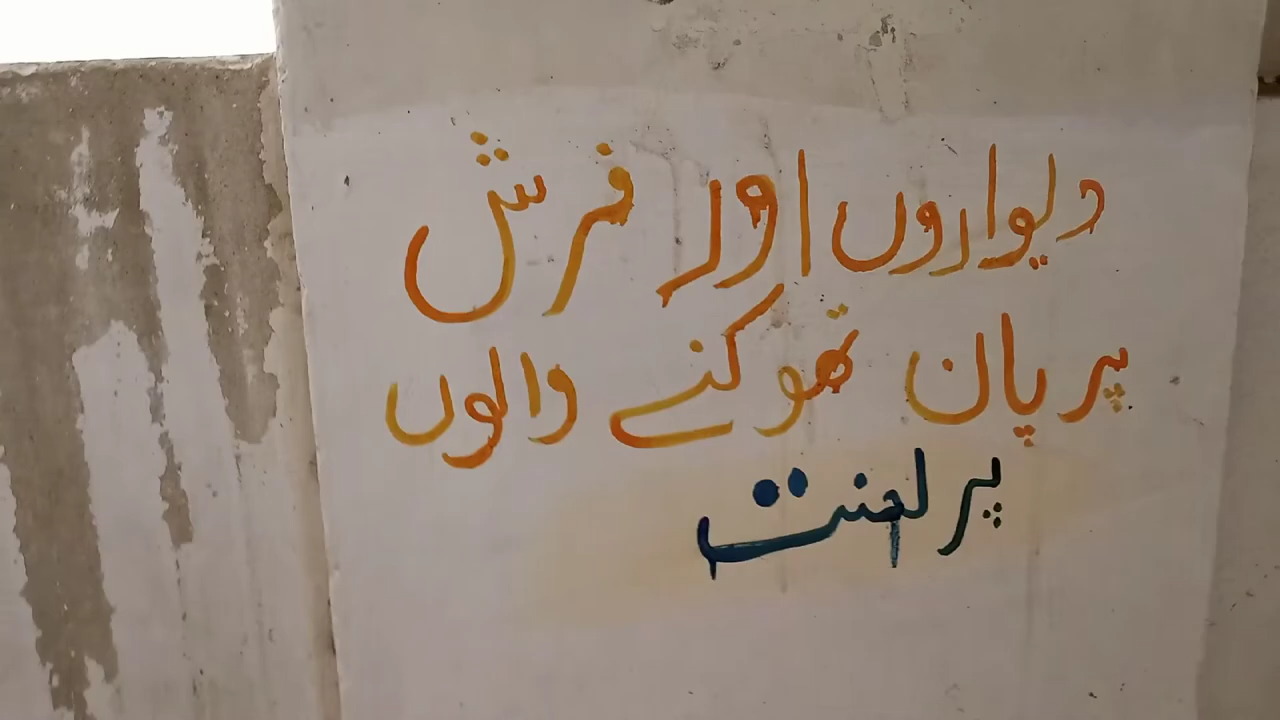 دیواروں اور فرش
پر پان تھوکنے والوں
پر لعنت